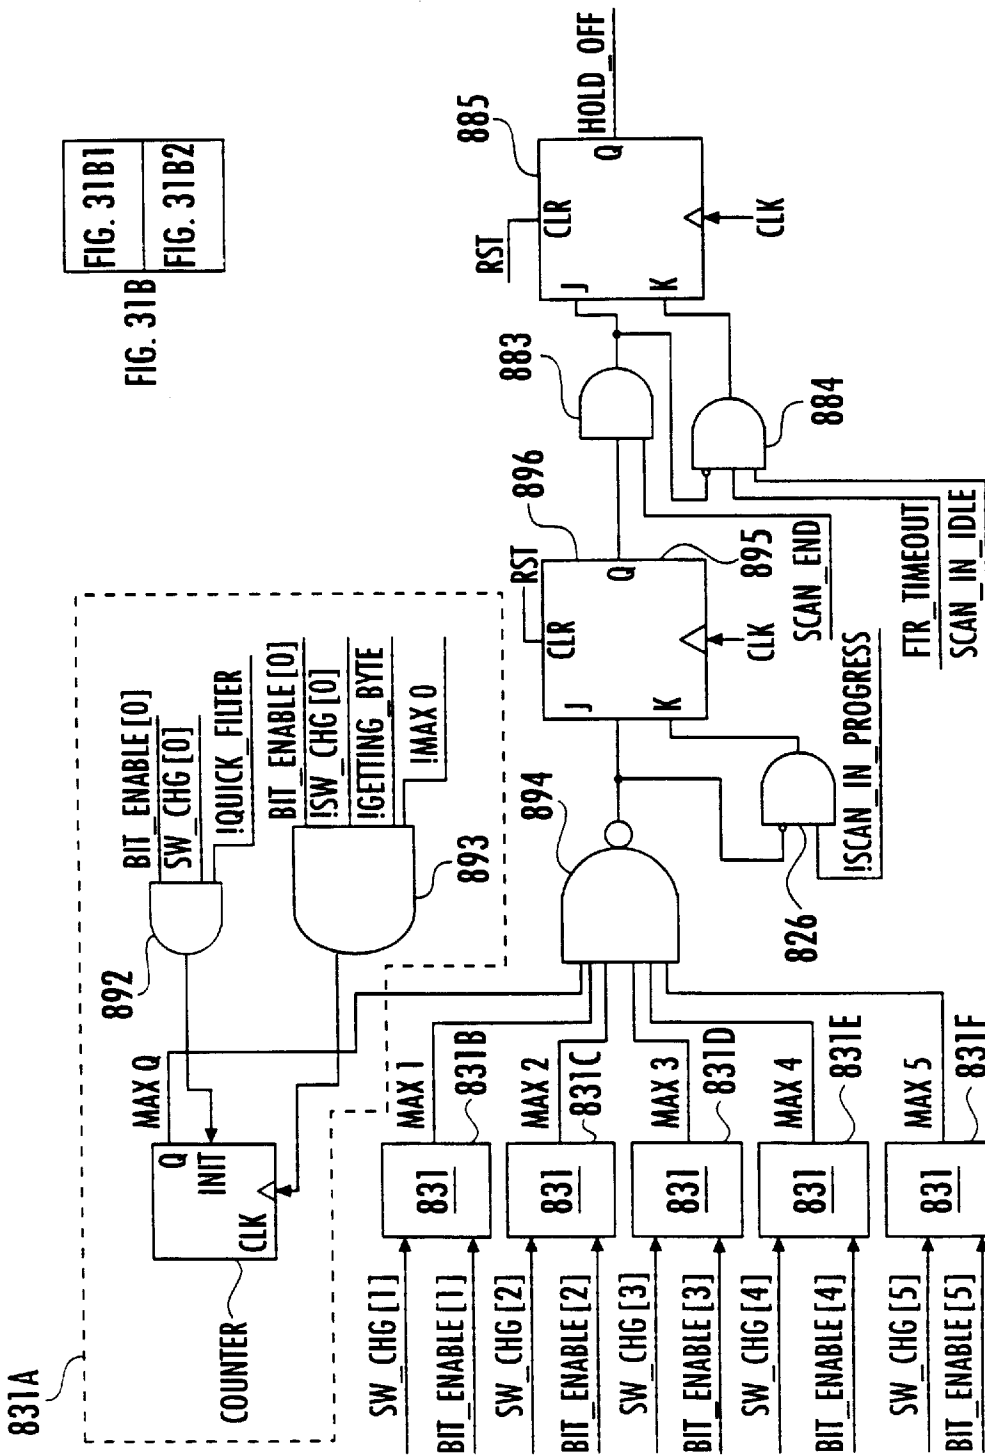 831A
FIG. 31B
FIG. 31B1
FIG. 31B2
COUNTER
Q
INIT
CLK
MAX Q
892
BIT_ENABLE [0]
SW_CHG [0]
!QUICK_FILTER
893
BIT_ENABLE [0]
!SW_CHG [0]
!GETTING_BYTE
!MAX 0
SW_CHG [1]
BIT_ENABLE [1]
831
MAX 1
831B
SW_CHG [2]
BIT_ENABLE [2]
831
MAX 2
831C
SW_CHG [3]
BIT_ENABLE [3]
831
MAX 3
831D
SW_CHG [4]
BIT_ENABLE [4]
831
MAX 4
831E
SW_CHG [5]
BIT_ENABLE [5]
831
MAX 5
831F
894
826
!SCAN_IN_PROGRESS
J
K
CLR
Q
RST
CLK
896
895
SCAN_END
883
884
FTR_TIMEOUT
SCAN_IN_IDLE
J
K
CLR
Q
RST
CLK
885
HOLD_OFF